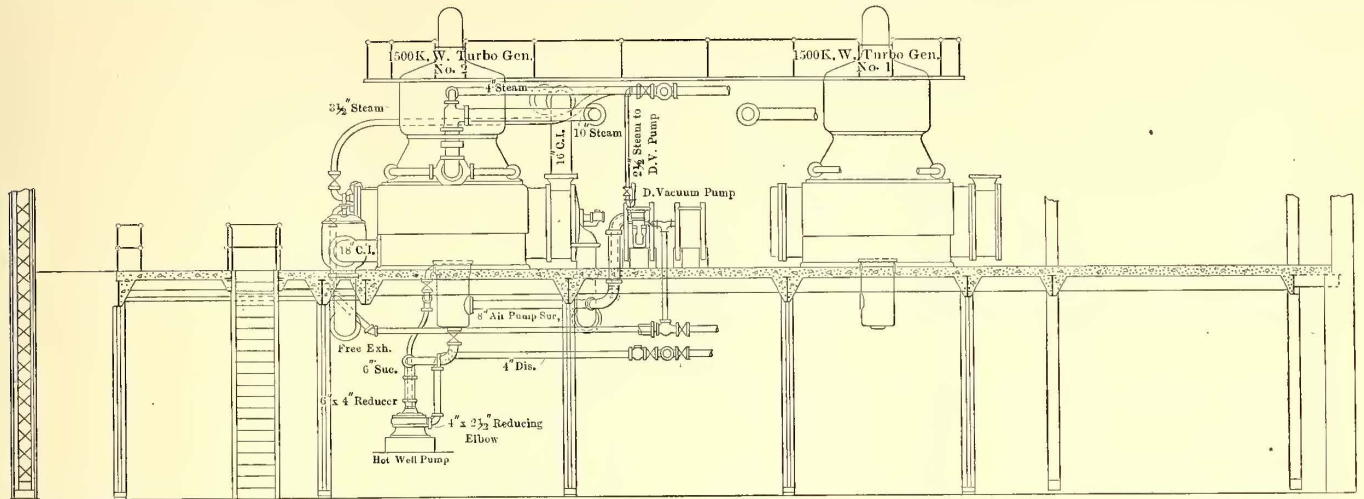 1500K. W. Turbo Gen.
No. 2
1500K. W. Turbo Gen.
No. 1
4" Steam
3½" Steam
10" Steam
16" C.I.
2½ Steam to
D.V. Pump
D. Vacuum Pump
18" C.I.
8" Air Pump Suc.
Free Exh.
6" Suc.
4" Dis.
6" x 4" Reducer
4" x 2½" Reducing
Elbow
Hot Well Pump